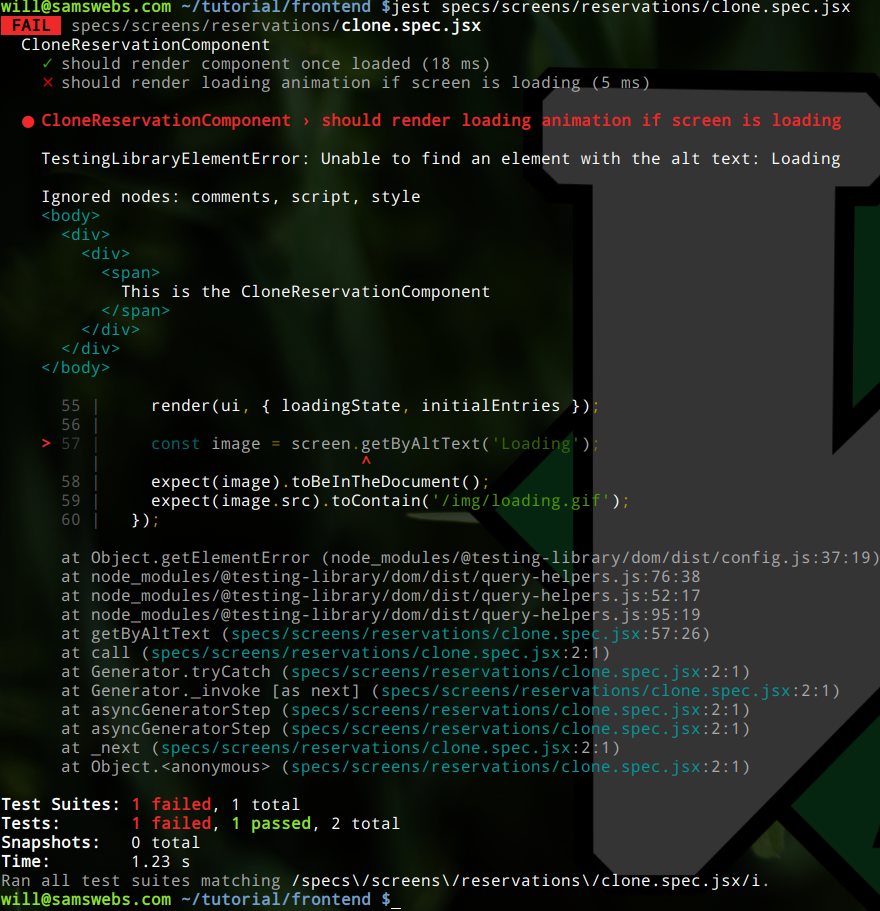 will@samswebs.com ~/tutorial/frontend $jest specs/screens/reservations/clone.spec.jsx
FAIL specs/screens/reservations/clone.spec.jsx
CloneReservationComponent
✓ should render component once loaded (18 ms)
✕ should render loading animation if screen is loading (5 ms)
● CloneReservationComponent › should render loading animation if screen is loading
TestingLibraryElementError: Unable to find an element with the alt text: Loading
Ignored nodes: comments, script, style
<body>
<div>
<div>
<span>
This is the CloneReservationComponent
</span>
</div>
</div>
</body>
55 | render(ui, { loadingState, initialEntries });
56 |
> 57 | const image = screen.getByAltText('Loading');
| ^
58 | expect(image).toBeInTheDocument();
59 | expect(image.src).toContain('/img/loading.gif');
60 | });
at Object.getElementError (node_modules/@testing-library/dom/dist/config.js:37:19)
at node_modules/@testing-library/dom/dist/query-helpers.js:76:38
at node_modules/@testing-library/dom/dist/query-helpers.js:52:17
at node_modules/@testing-library/dom/dist/query-helpers.js:95:19
at getByAltText (specs/screens/reservations/clone.spec.jsx:57:26)
at call (specs/screens/reservations/clone.spec.jsx:2:1)
at Generator.tryCatch (specs/screens/reservations/clone.spec.jsx:2:1)
at Generator._invoke [as next] (specs/screens/reservations/clone.spec.jsx:2:1)
at asyncGeneratorStep (specs/screens/reservations/clone.spec.jsx:2:1)
at asyncGeneratorStep (specs/screens/reservations/clone.spec.jsx:2:1)
at _next (specs/screens/reservations/clone.spec.jsx:2:1)
at Object.<anonymous> (specs/screens/reservations/clone.spec.jsx:2:1)
Test Suites: 1 failed, 1 total
Tests: 1 failed, 1 passed, 2 total
Snapshots: 0 total
Time: 1.23 s
Ran all test suites matching /specs\/screens\/reservations\/clone.spec.jsx/i.
will@samswebs.com ~/tutorial/frontend $_